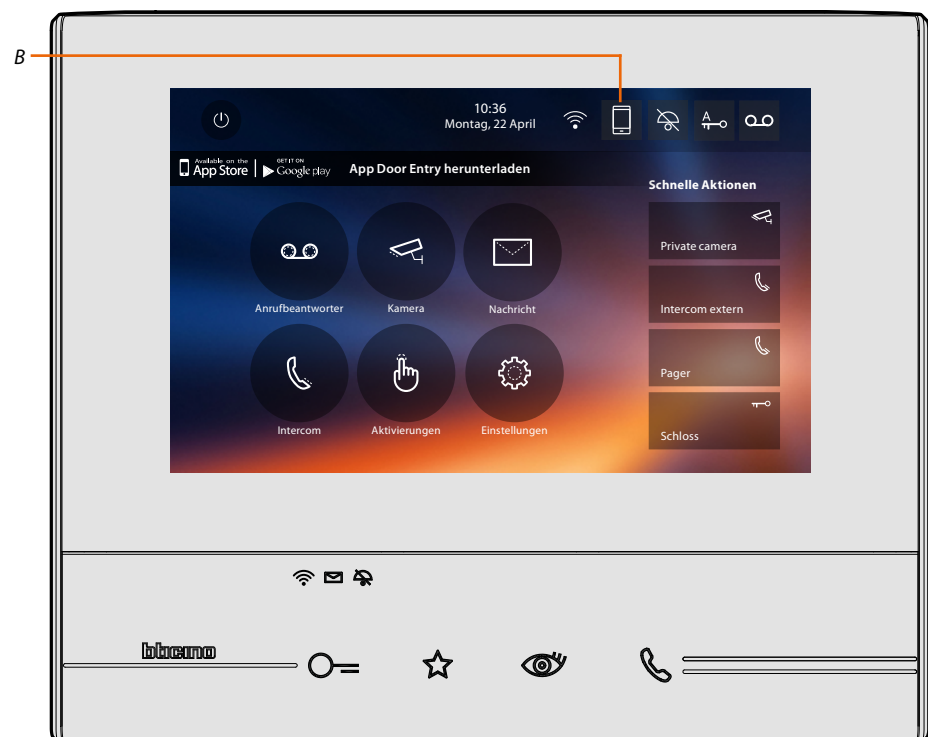 B
10:36
Montag, 22 April
A
Available on the
App Store
GET IT ON
Google play
App Door Entry herunterladen
Schnelle Aktionen
Private camera
Intercom extern
Pager
Schloss
Anrufbeantworter
Kamera
Nachricht
Intercom
Aktivierungen
Einstellungen
bticino